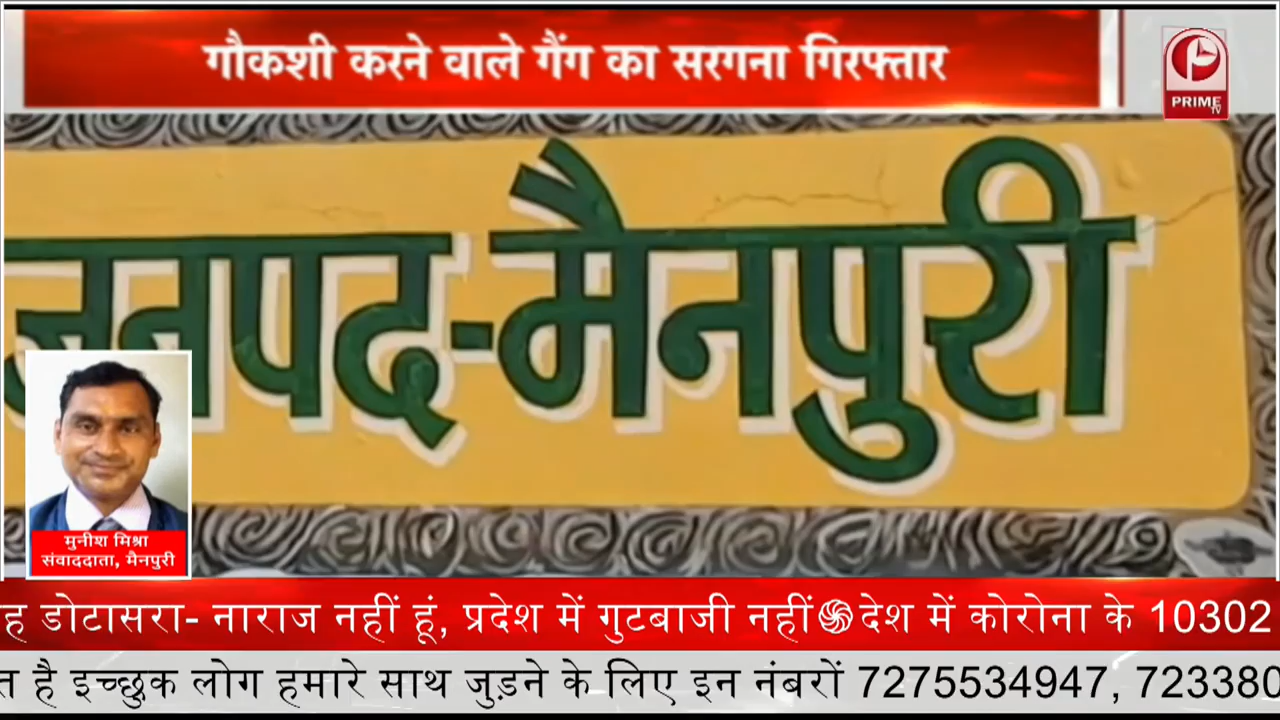 गौकशी करने वाले गैंग का सरगना गिरफ्तार
PRIME
TV
जनपद-मैनपुरी
मुनीश मिश्रा
संवाददाता, मैनपुरी
ह डोटासरा- नाराज नहीं हूं, प्रदेश में गुटबाजी नहीं֍देश में कोरोना के 10302
त है इच्छुक लोग हमारे साथ जुड़ने के लिए इन नंबरों 7275534947, 723380